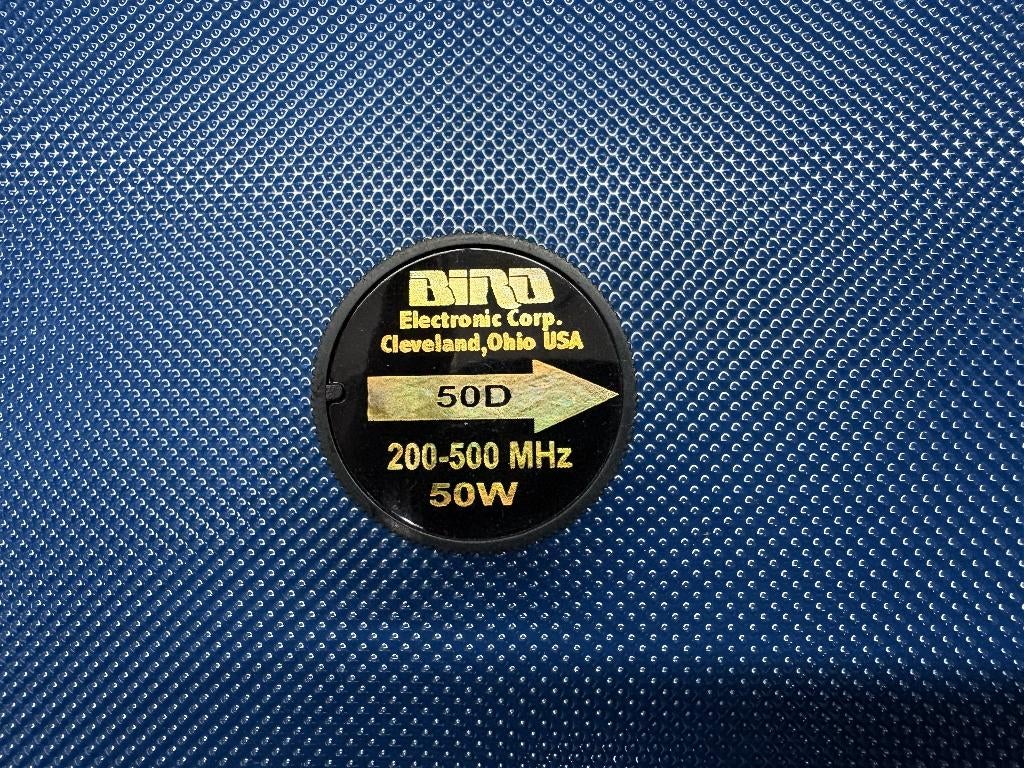 BIRD
Electronic Corp.
Cleveland,Ohio USA
50D
200-500 MHz
50W